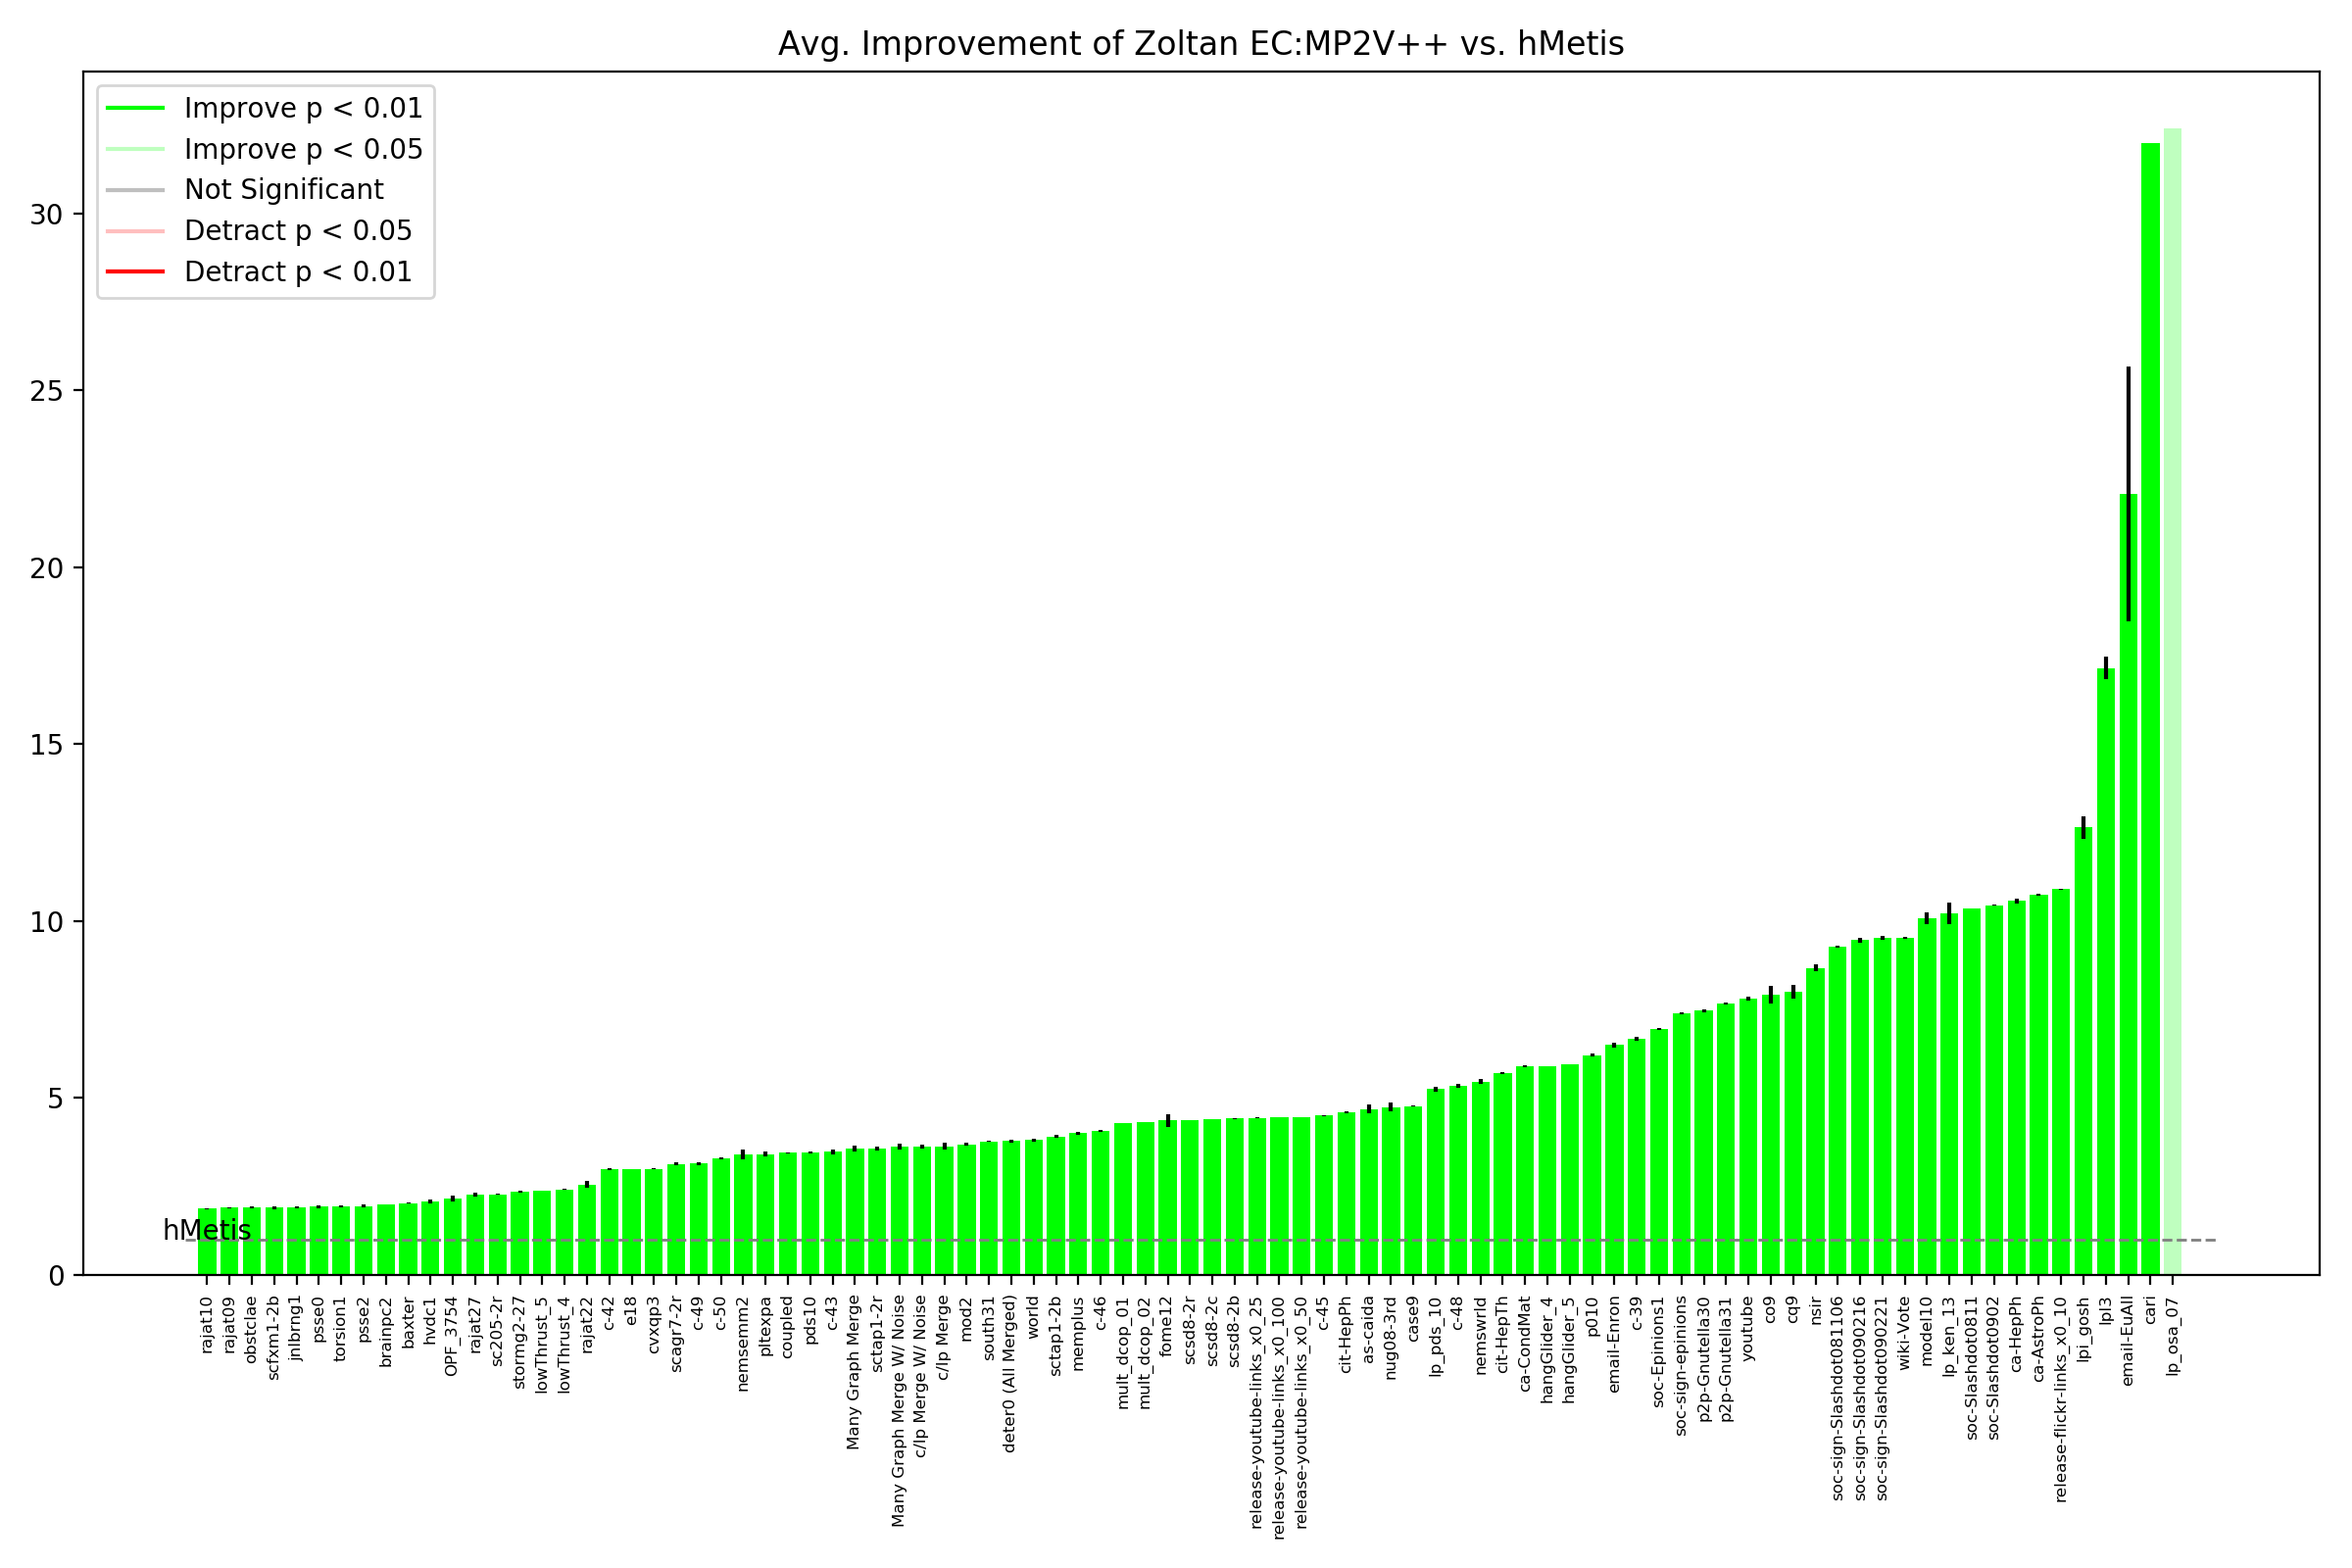 Avg. Improvement of Zoltan EC:MP2V++ vs. hMetis
Improve p < 0.01
Improve p < 0.05
Not Significant
Detract p < 0.05
Detract p < 0.01
30
25
20
15
10
5
0
hMetis
rajat10
rajat09
obstclae
scfxm1-2b
jnlbrng1
psse0
torsion1
psse2
brainpc2
baxter
hvdc1
OPF_3754
rajat27
sc205-2r
stormg2-27
lowThrust_5
lowThrust_4
rajat22
c-42
e18
cvxqp3
scagr7-2r
c-49
c-50
nemsemm2
pltexpa
coupled
pds10
c-43
Many Graph Merge
sctap1-2r
Many Graph Merge W/ Noise
c/lp Merge W/ Noise
c/lp Merge
mod2
south31
deter0 (All Merged)
world
sctap1-2b
memplus
c-46
mult_dcop_01
mult_dcop_02
fome12
scsd8-2r
scsd8-2c
scsd8-2b
release-youtube-links_x0_25
release-youtube-links_x0_100
release-youtube-links_x0_50
c-45
cit-HepPh
as-caida
nug08-3rd
case9
lp_pds_10
c-48
nemswrld
cit-HepTh
ca-CondMat
hangGlider_4
hangGlider_5
p010
email-Enron
c-39
soc-Epinions1
soc-sign-epinions
p2p-Gnutella30
p2p-Gnutella31
youtube
co9
cq9
nsir
soc-sign-Slashdot081106
soc-sign-Slashdot090216
soc-sign-Slashdot090221
wiki-Vote
model10
lp_ken_13
soc-Slashdot0811
soc-Slashdot0902
ca-HepPh
ca-AstroPh
release-flickr-links_x0_10
lpi_gosh
lpl3
email-EuAll
cari
lp_osa_07